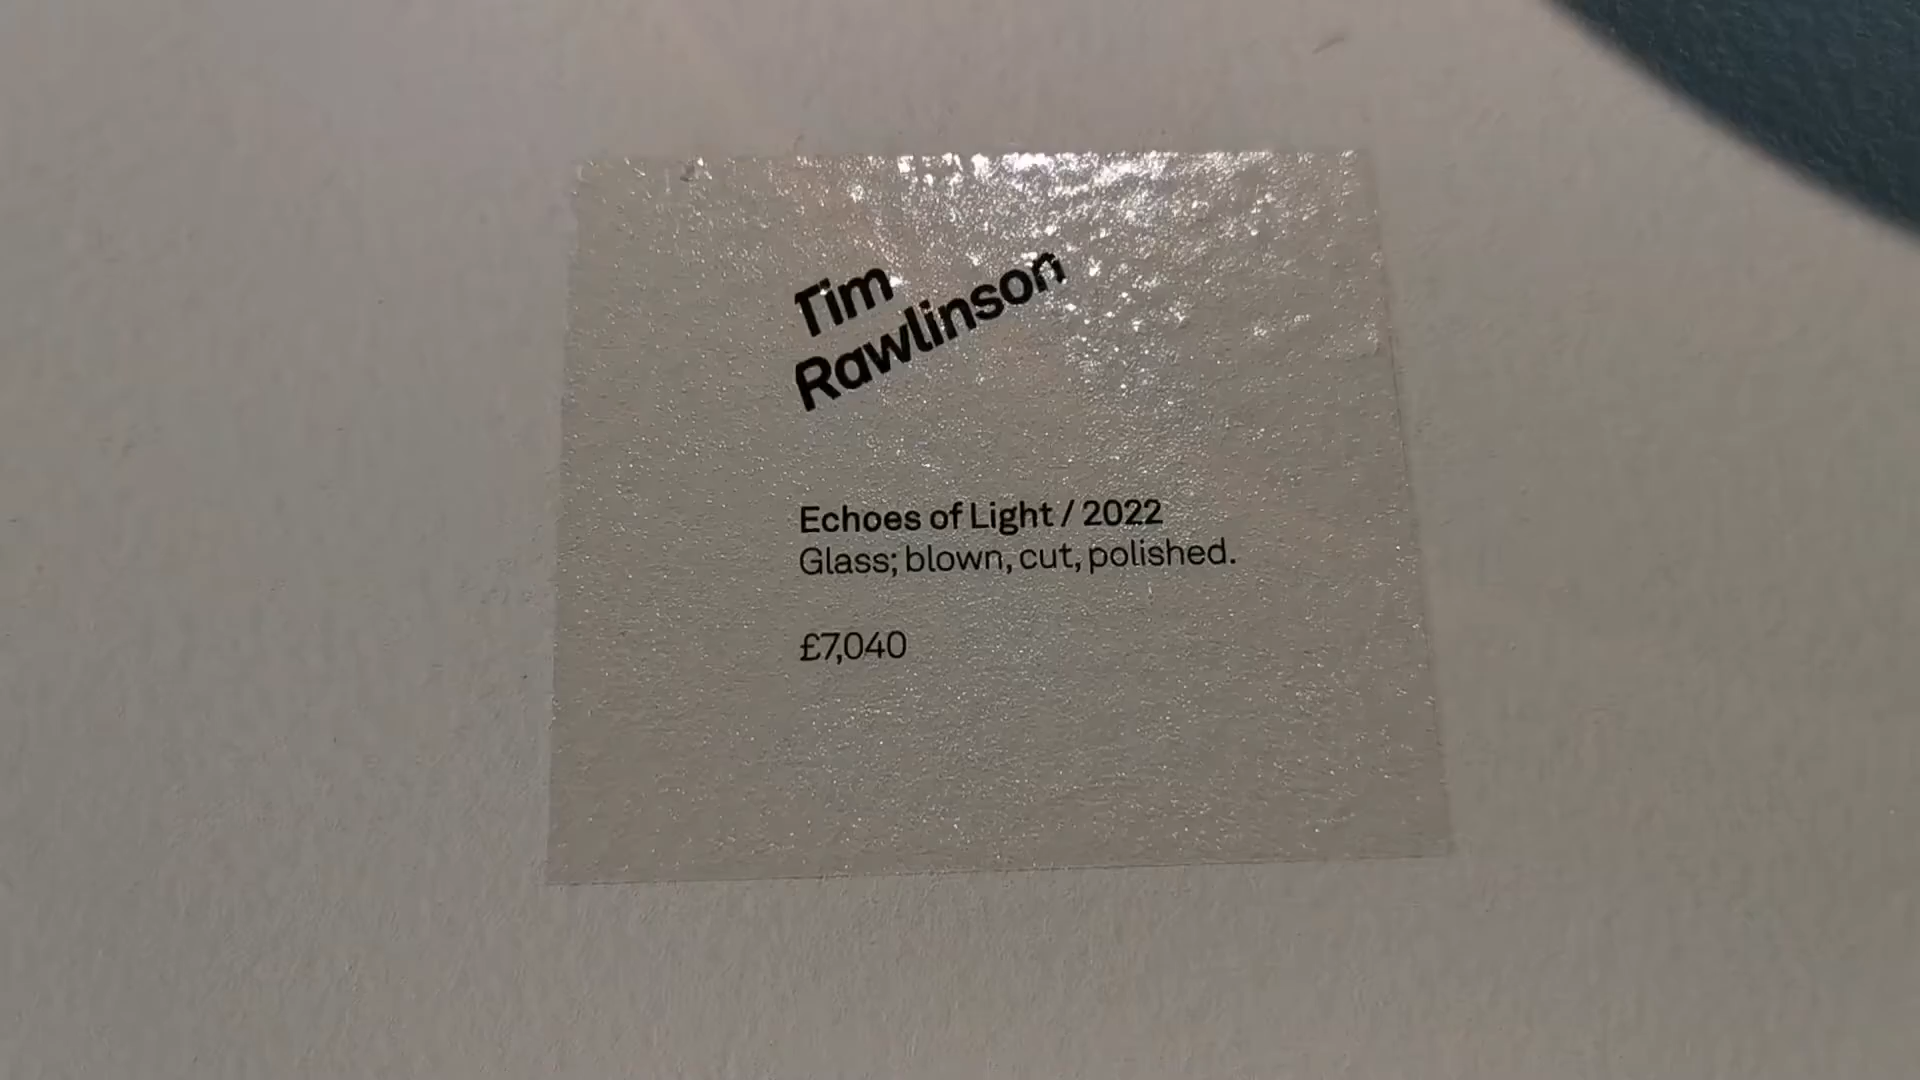 Tim
Rawlinson
Echoes of Light / 2022
Glass; blown, cut, polished.
£7,040